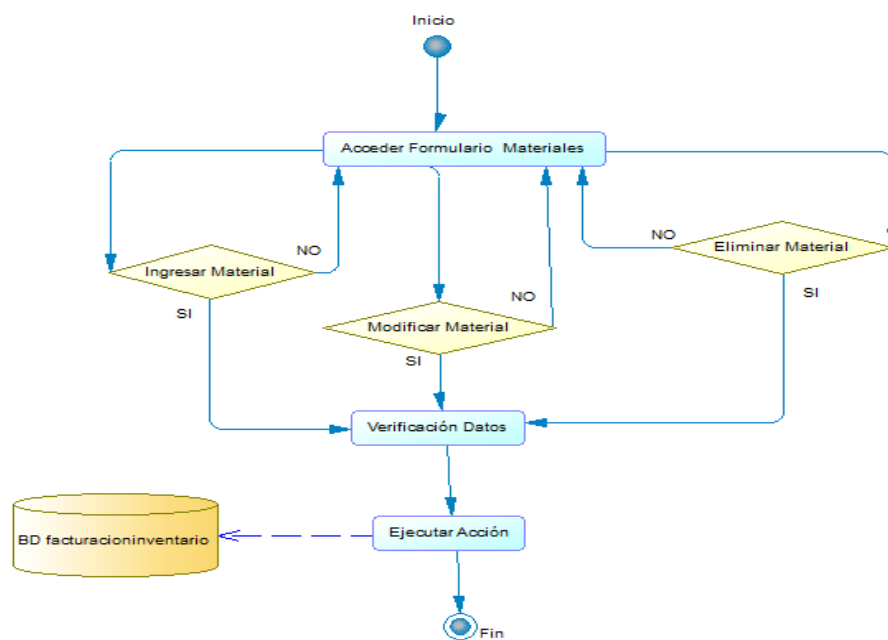 Inicio
Acceder Formulario Materiales
NO
Ingresar Material
SI
NO
Modificar Material
SI
NO
Eliminar Material
SI
Verificación Datos
BD facturacioninventario
Ejecutar Acción
Fin